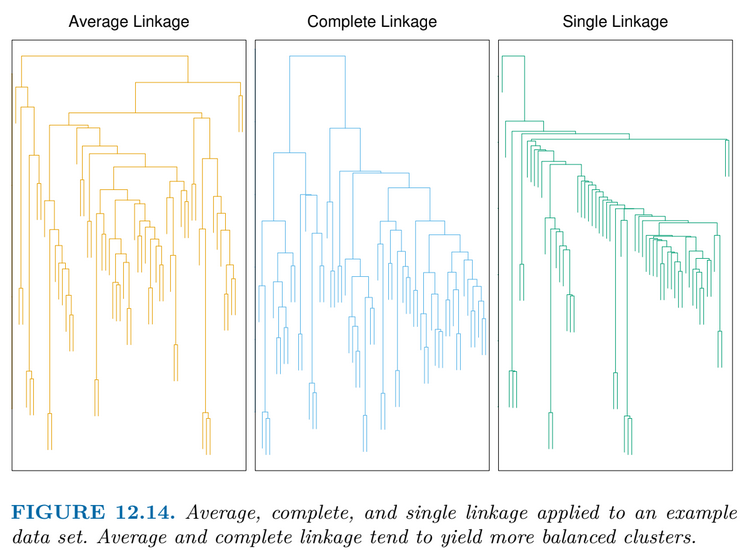 Average Linkage
Complete Linkage
Single Linkage
FIGURE 12.14. Average, complete, and single linkage applied to an example
data set. Average and complete linkage tend to yield more balanced clusters.